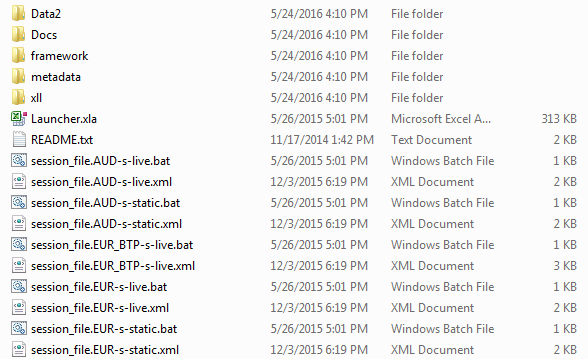 Data2 5/24/2016 4:10 PM File folder
Docs 5/24/2016 4:10 PM File folder
framework 5/24/2016 4:10 PM File folder
metadata 5/24/2016 4:10 PM File folder
xll 5/24/2016 4:10 PM File folder
Launcher.xla 5/26/2015 5:01 PM Microsoft Excel A... 313 KB
README.txt 11/17/2014 1:42 PM Text Document 2 KB
session_file.AUD-s-live.bat 5/26/2015 5:01 PM Windows Batch File 1 KB
session_file.AUD-s-live.xml 12/3/2015 6:19 PM XML Document 2 KB
session_file.AUD-s-static.bat 5/26/2015 5:01 PM Windows Batch File 1 KB
session_file.AUD-s-static.xml 12/3/2015 6:19 PM XML Document 2 KB
session_file.EUR_BTP-s-live.bat 5/26/2015 5:01 PM Windows Batch File 1 KB
session_file.EUR_BTP-s-live.xml 12/3/2015 6:19 PM XML Document 3 KB
session_file.EUR-s-live.bat 5/26/2015 5:01 PM Windows Batch File 1 KB
session_file.EUR-s-live.xml 12/3/2015 6:19 PM XML Document 2 KB
session_file.EUR-s-static.bat 5/26/2015 5:01 PM Windows Batch File 1 KB
session_file.EUR-s-static.xml 12/3/2015 6:19 PM XML Document 2 KB